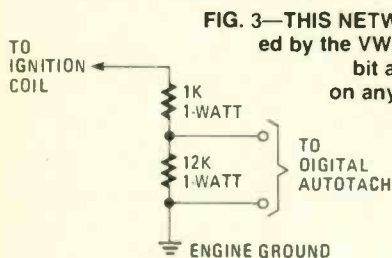 FIG. 3—THIS NETW
ed by the VW
bit a
on any
TO
IGNITION
COIL
1K
1-WATT
12K
1-WATT
TO
DIGITAL
AUTOTACH
ENGINE GROUND